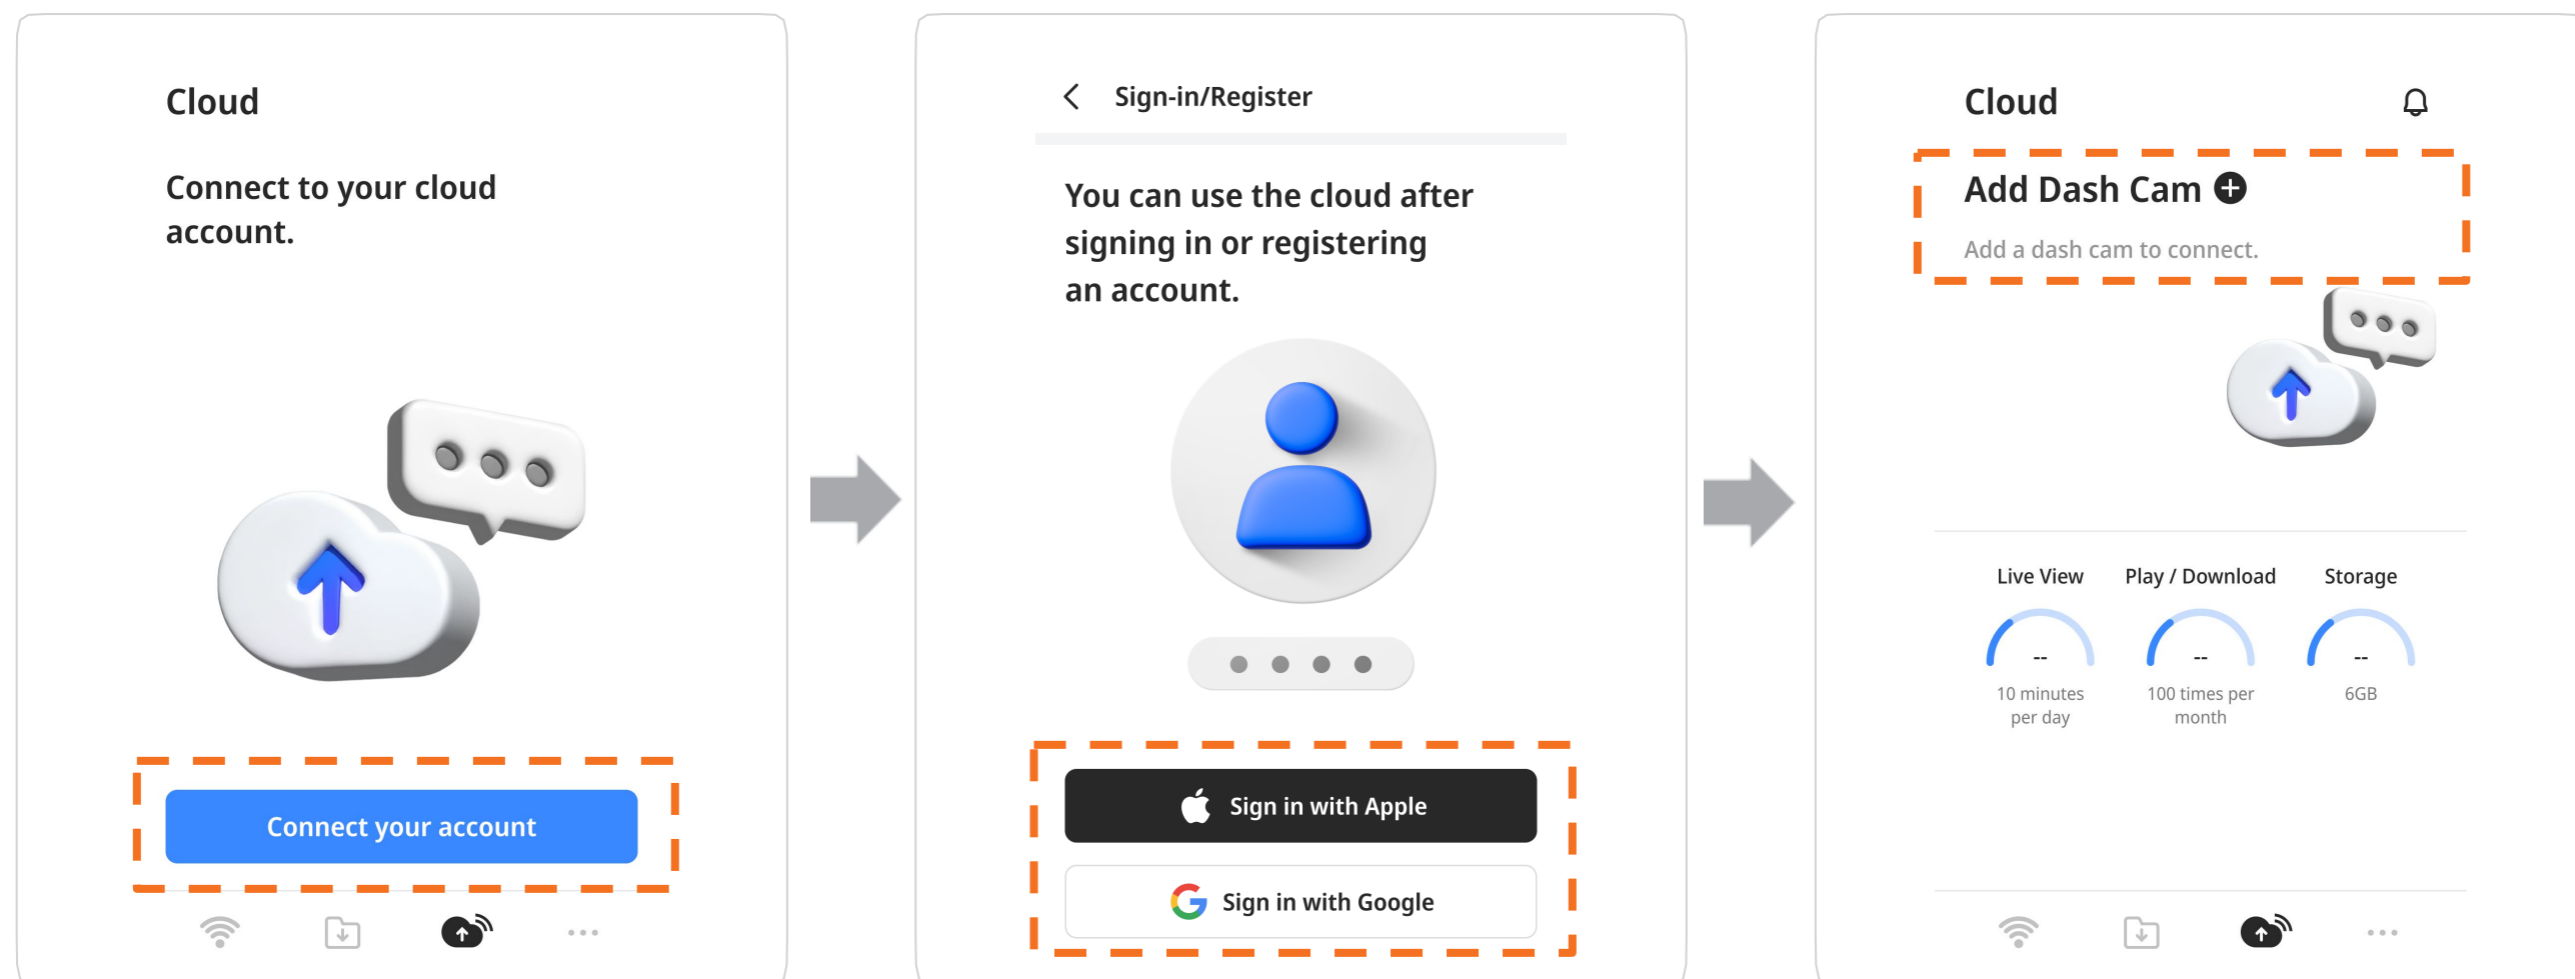 Cloud
Connect to your cloud
account.
Connect your account
Sign-in/Register
You can use the cloud after
signing in or registering
an account.
Sign in with Apple
Sign in with Google
Cloud
Add Dash Cam
Add a dash cam to connect.
Live View Play / Download Storage
-- -- --
10 minutes 100 times per 6GB
per day month